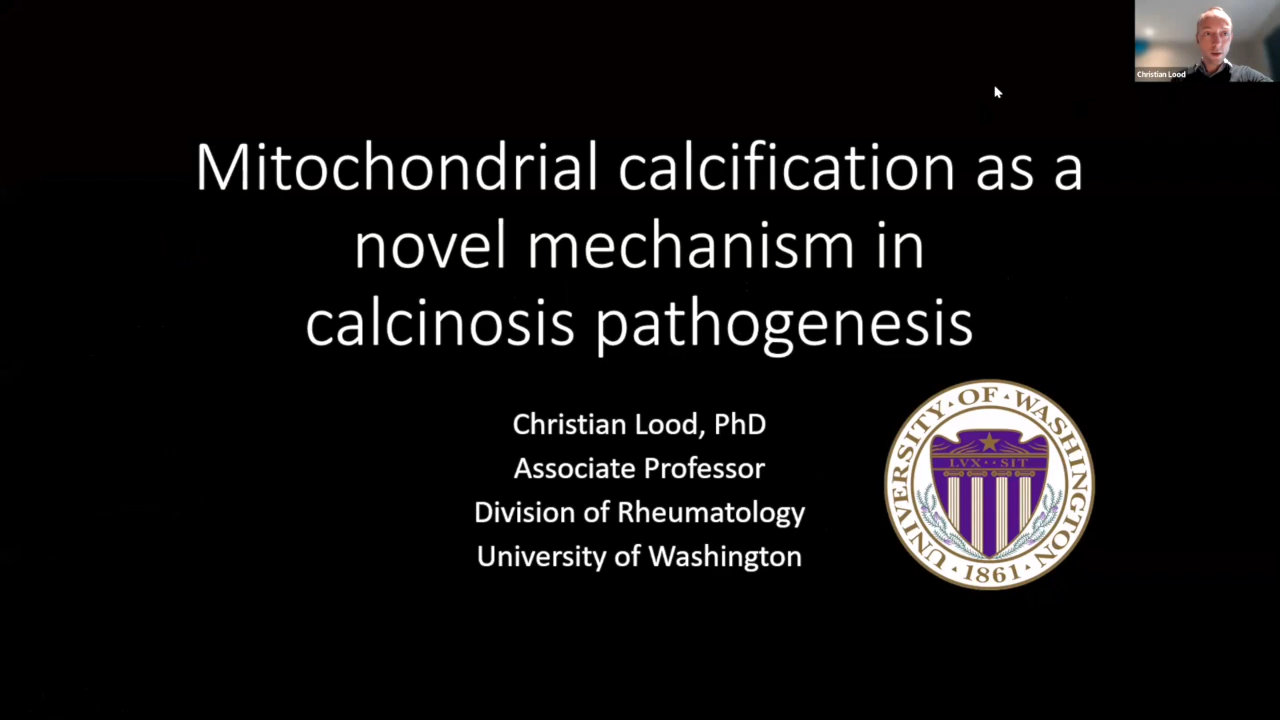 Christian Lood
Mitochondrial calcification as a
novel mechanism in
calcinosis pathogenesis
Christian Lood, PhD
Associate Professor
Division of Rheumatology
University of Washington
UNIVERSITY · OF · WASHINGTON
LVX · · SIT
· 1861 ·